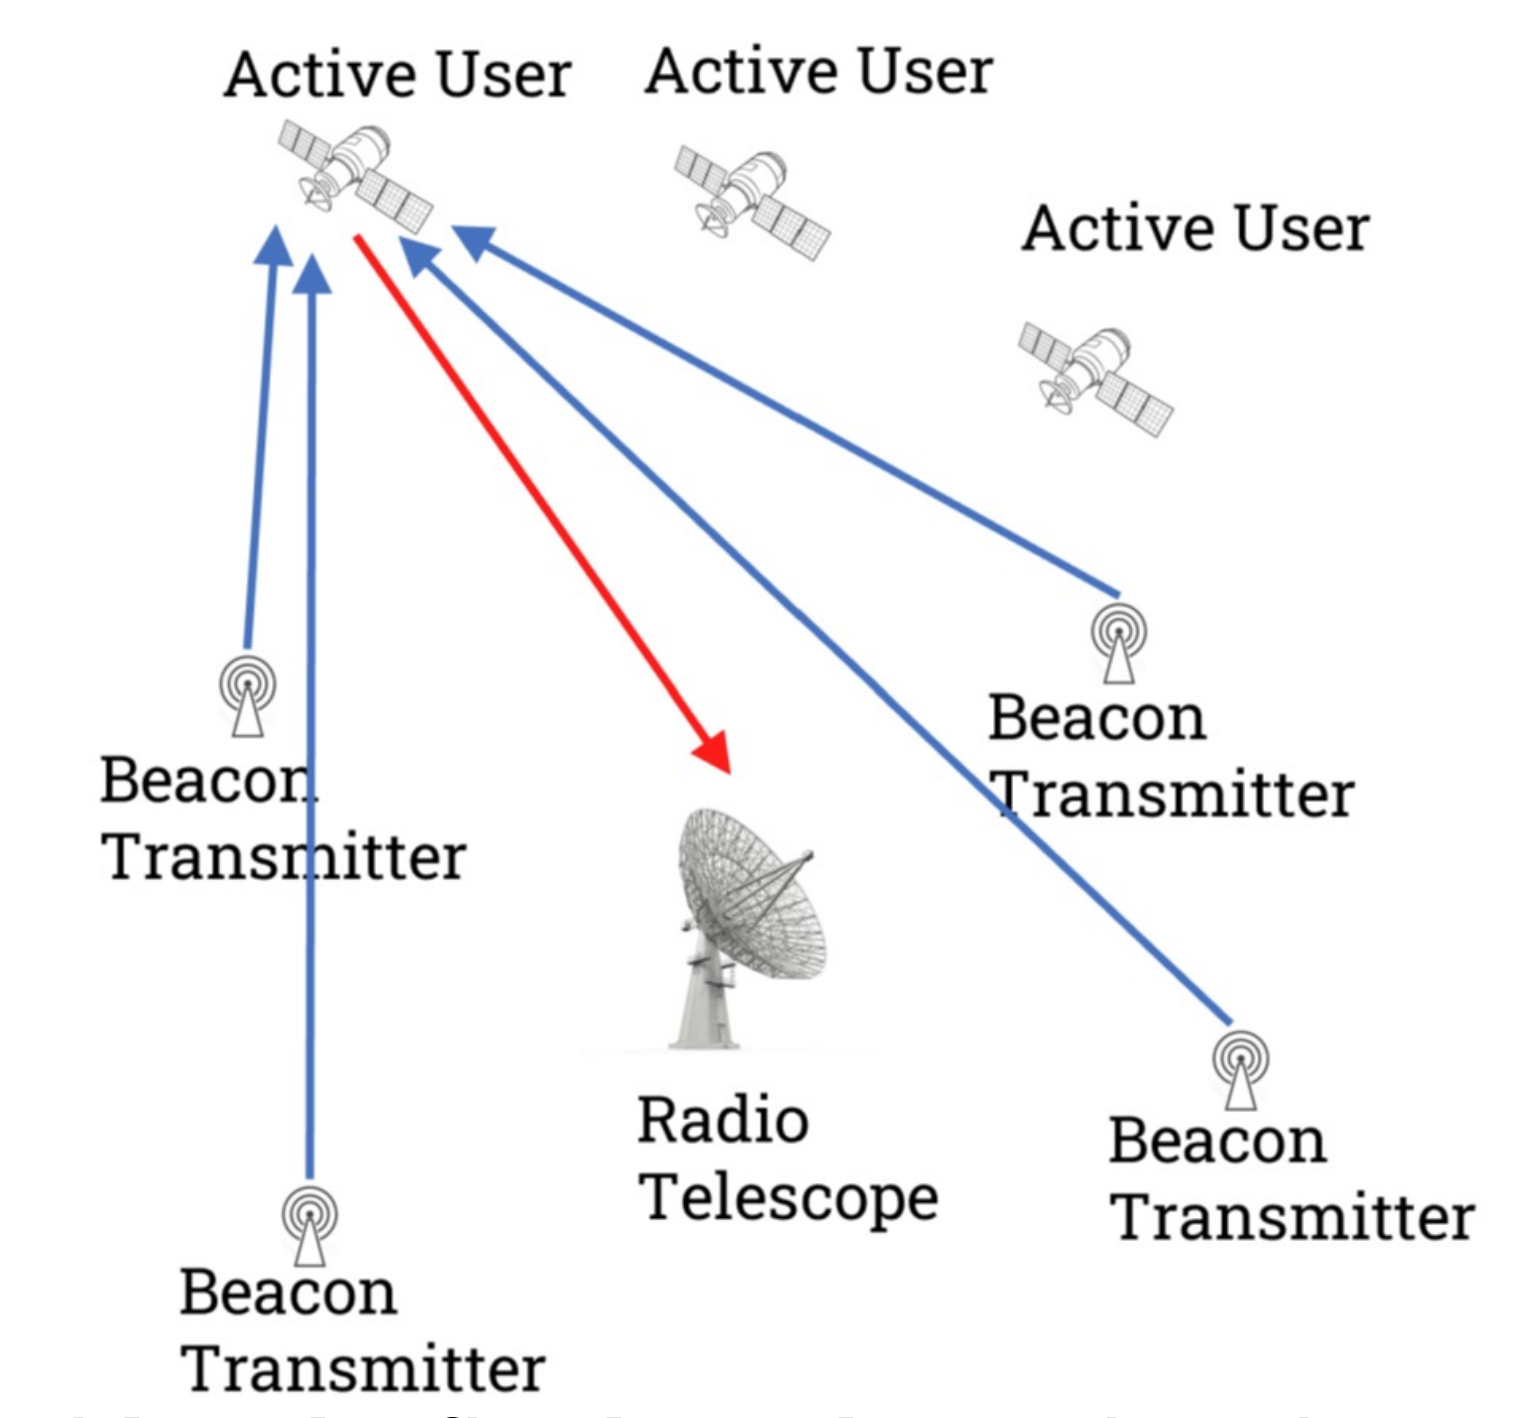 Active User
Active User
Active User
Beacon
Transmitter
Beacon
Transmitter
Radio
Telescope
Beacon
Transmitter
Beacon
Transmitter